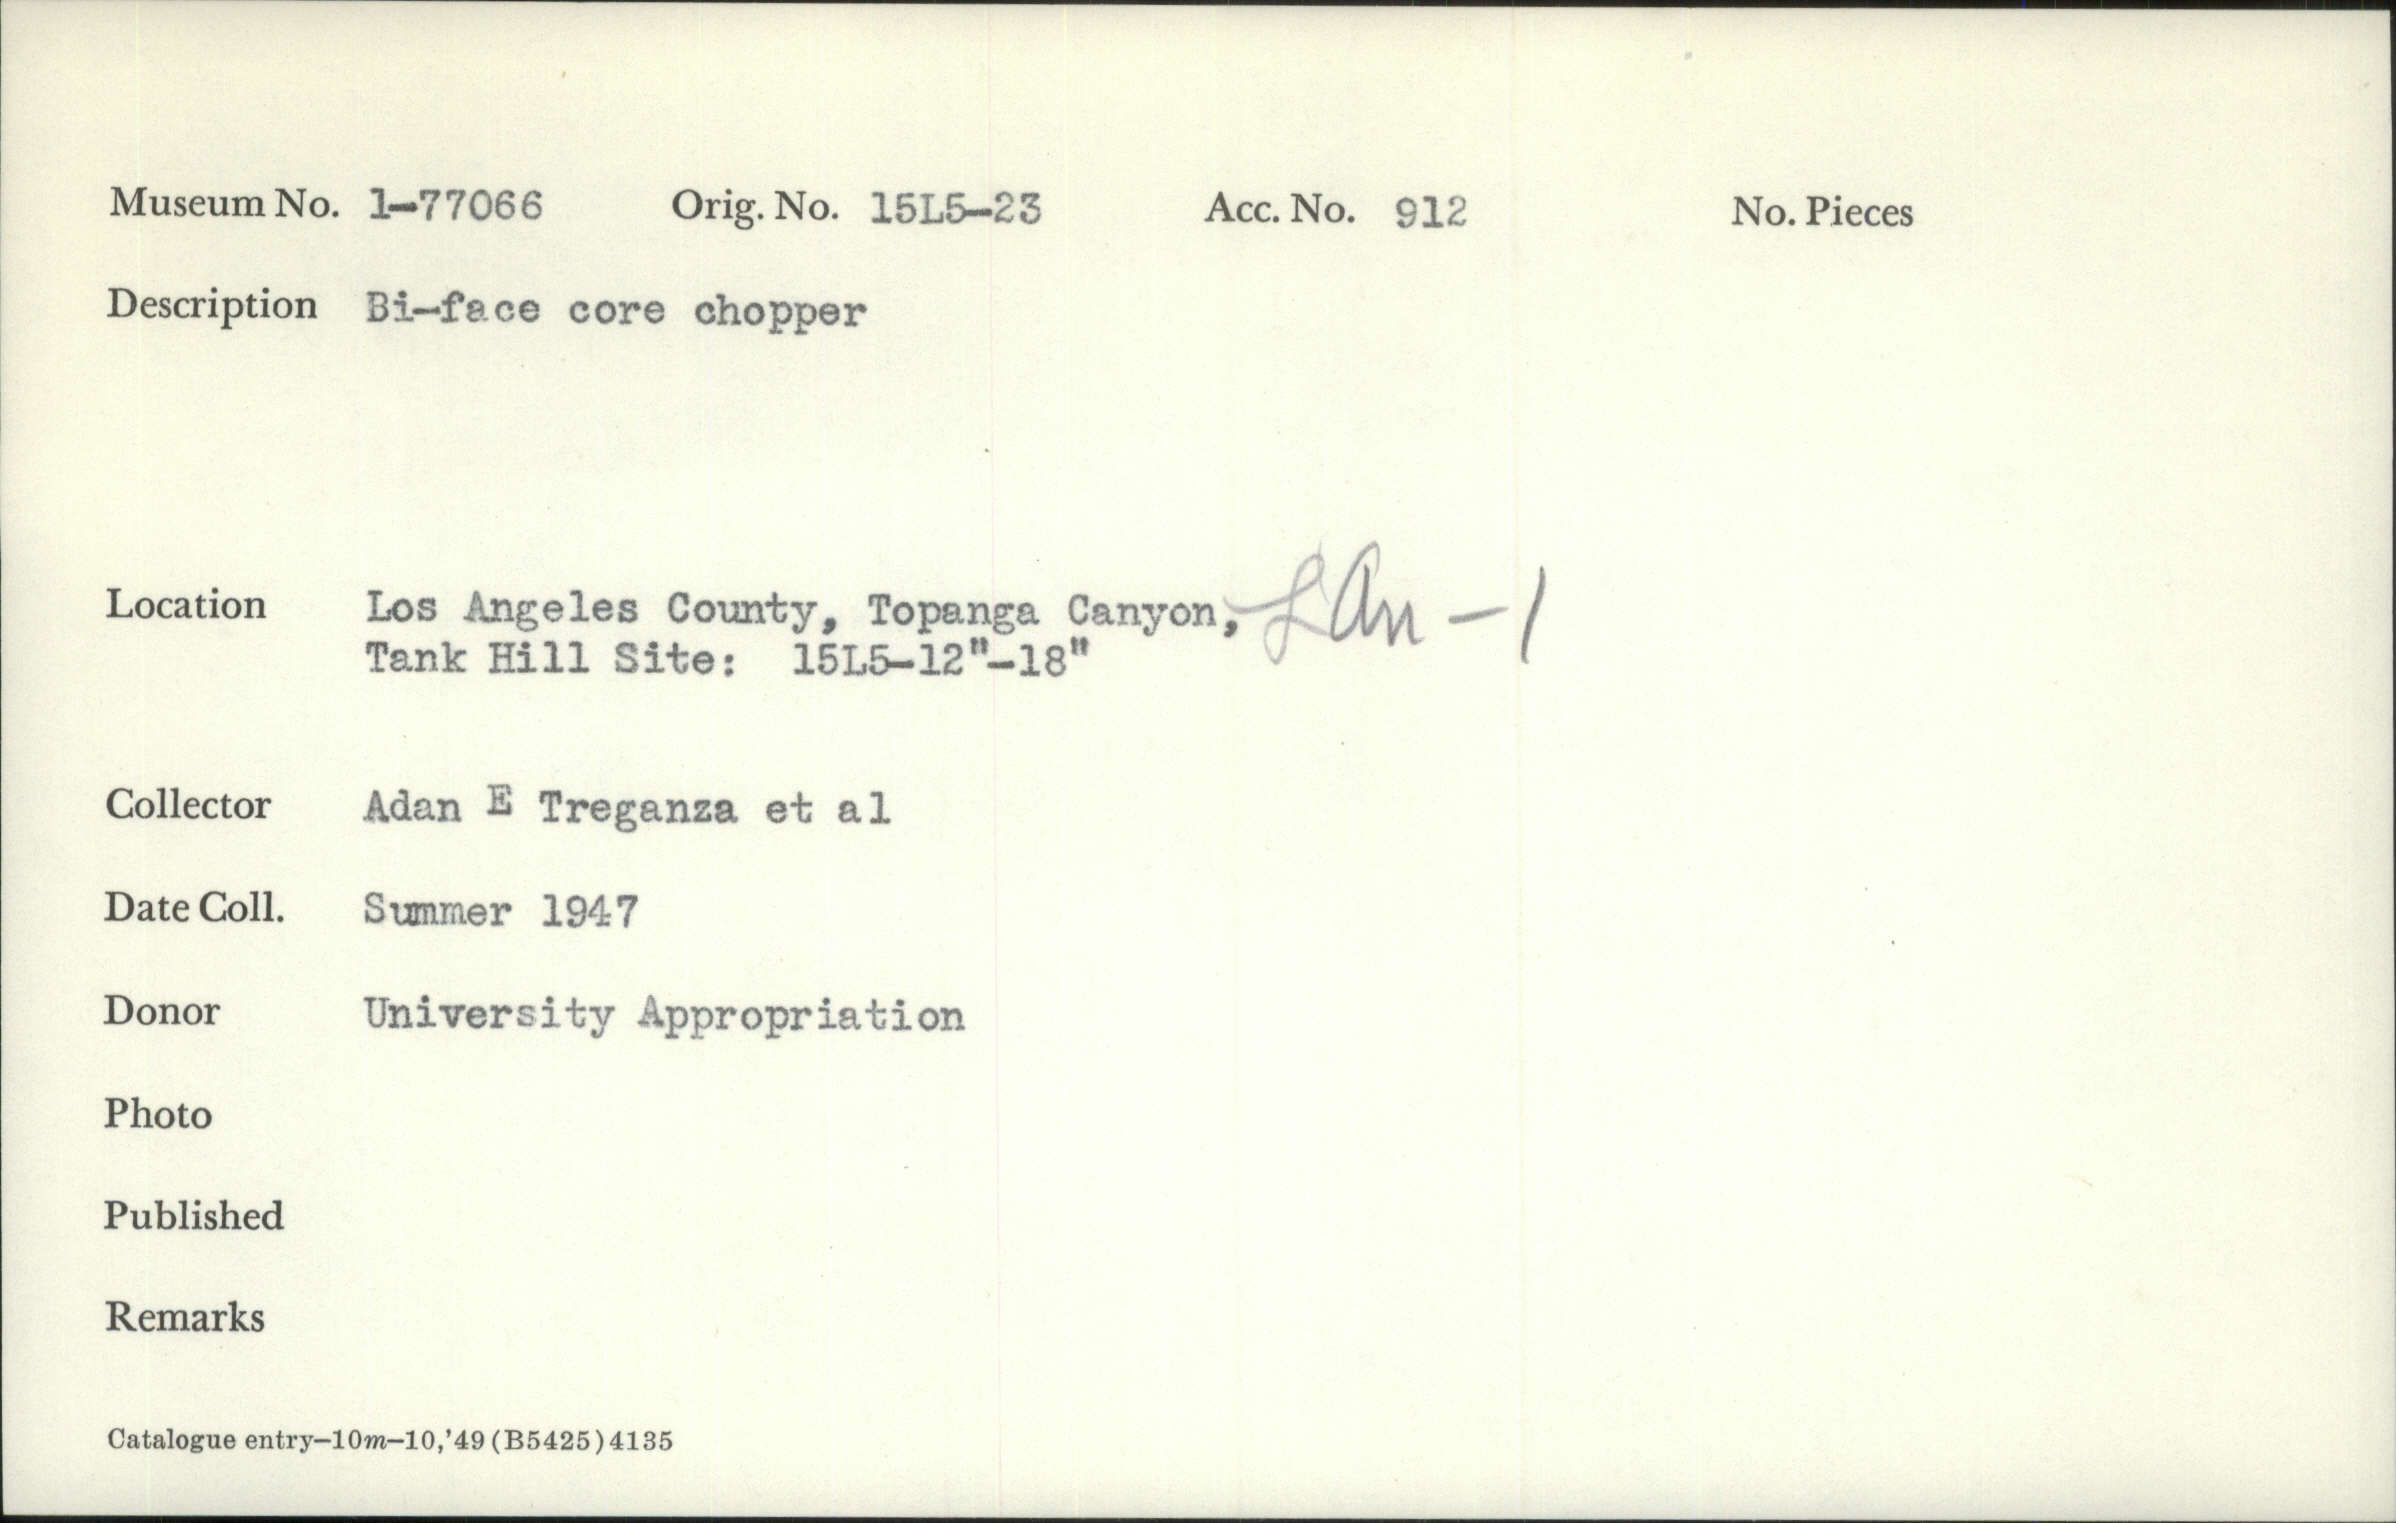 Museum No. 1-77066 Orig. No. 15L5-23 Acc. No. 912 No. Pieces
Description Bi-face core chopper
Location Los Angeles County, Topanga Canyon, LAn-1
Tank Hill Site: 15L5-12"-18"
Collector Adan E Treganza et al
Date Coll. Summer 1947
Donor University Appropriation
Photo
Published
Remarks
Catalogue entry-10m-10,'49(B5425)4135